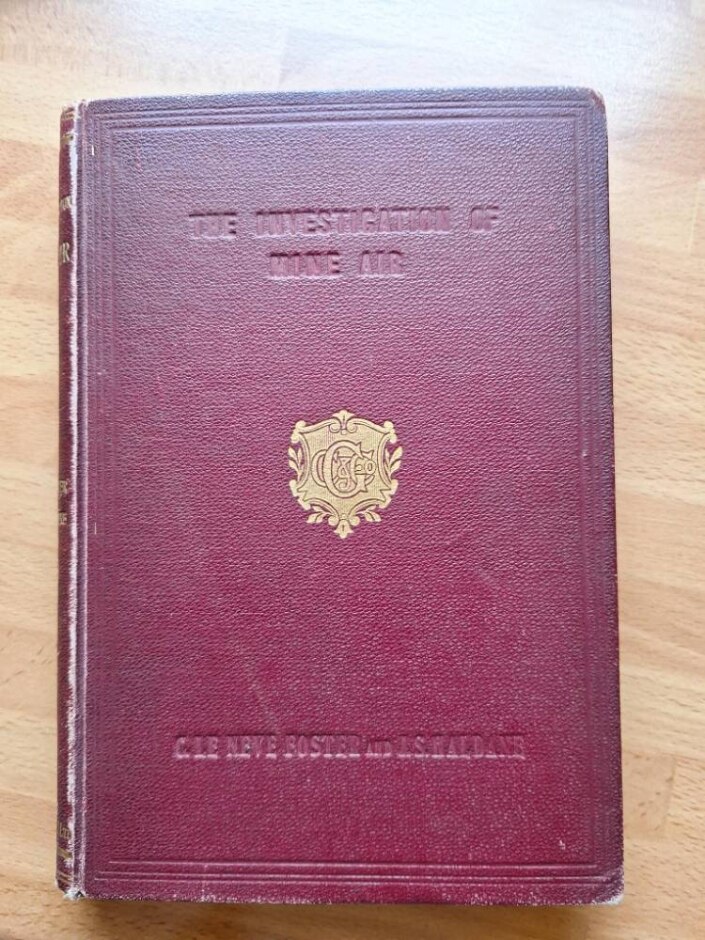 THE INVESTIGATION OF
MINE AIR
C. LE NEVE FOSTER AND J. S. HALDANE